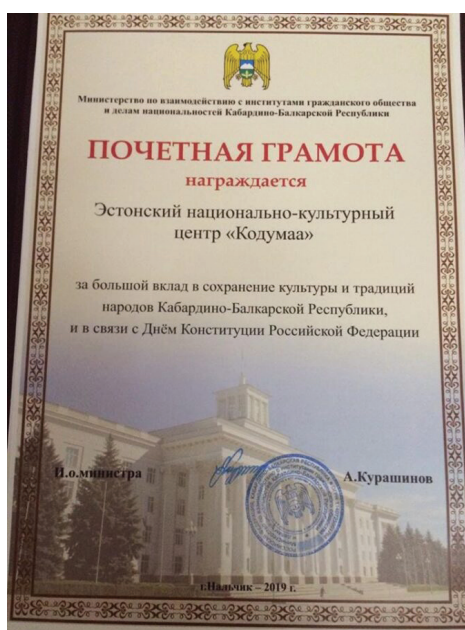 Министерство по взаимодействию с институтами гражданского общества
и делам национальностей Кабардино-Балкарской Республики
ПОЧЕТНАЯ ГРАМОТА
награждается
Эстонский национально-культурный
центр «Кодумаа»
за большой вклад в сохранение культуры и традиций
народов Кабардино-Балкарской Республики,
и в связи с Днём Конституции Российской Федерации
И.о.министра
А.Курашинов
г.Нальчик – 2019 г.